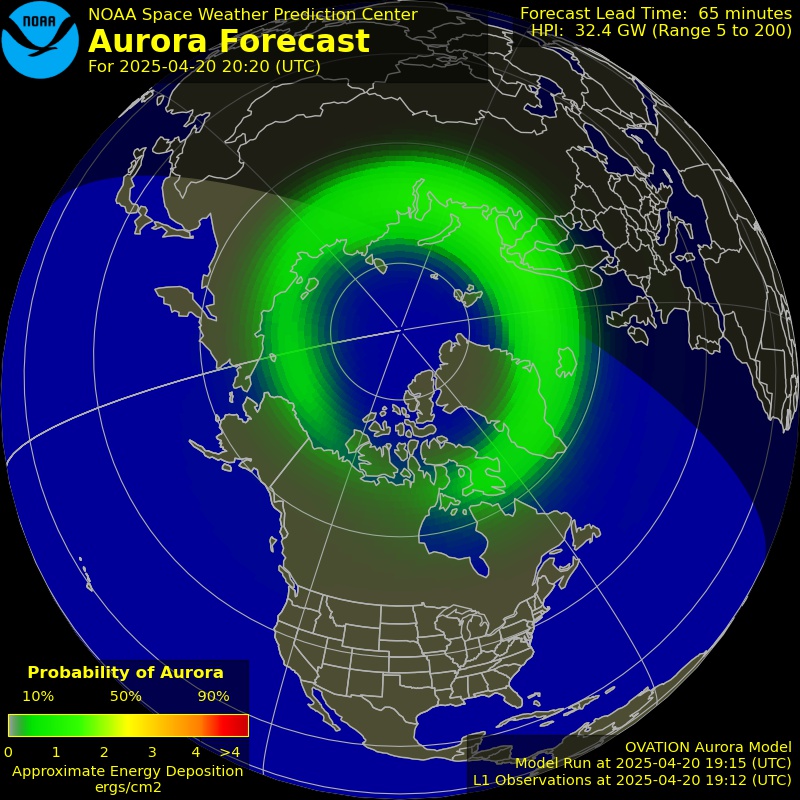 NOAA
NOAA Space Weather Prediction Center
Aurora Forecast
For 2025-04-20 20:20 (UTC)
Forecast Lead Time: 65 minutes
HPI: 32.4 GW (Range 5 to 200)
Probability of Aurora
10% 50% 90%
0 1 2 3 4 >4
Approximate Energy Deposition
ergs/cm2
OVATION Aurora Model
Model Run at 2025-04-20 19:15 (UTC)
L1 Observations at 2025-04-20 19:12 (UTC)